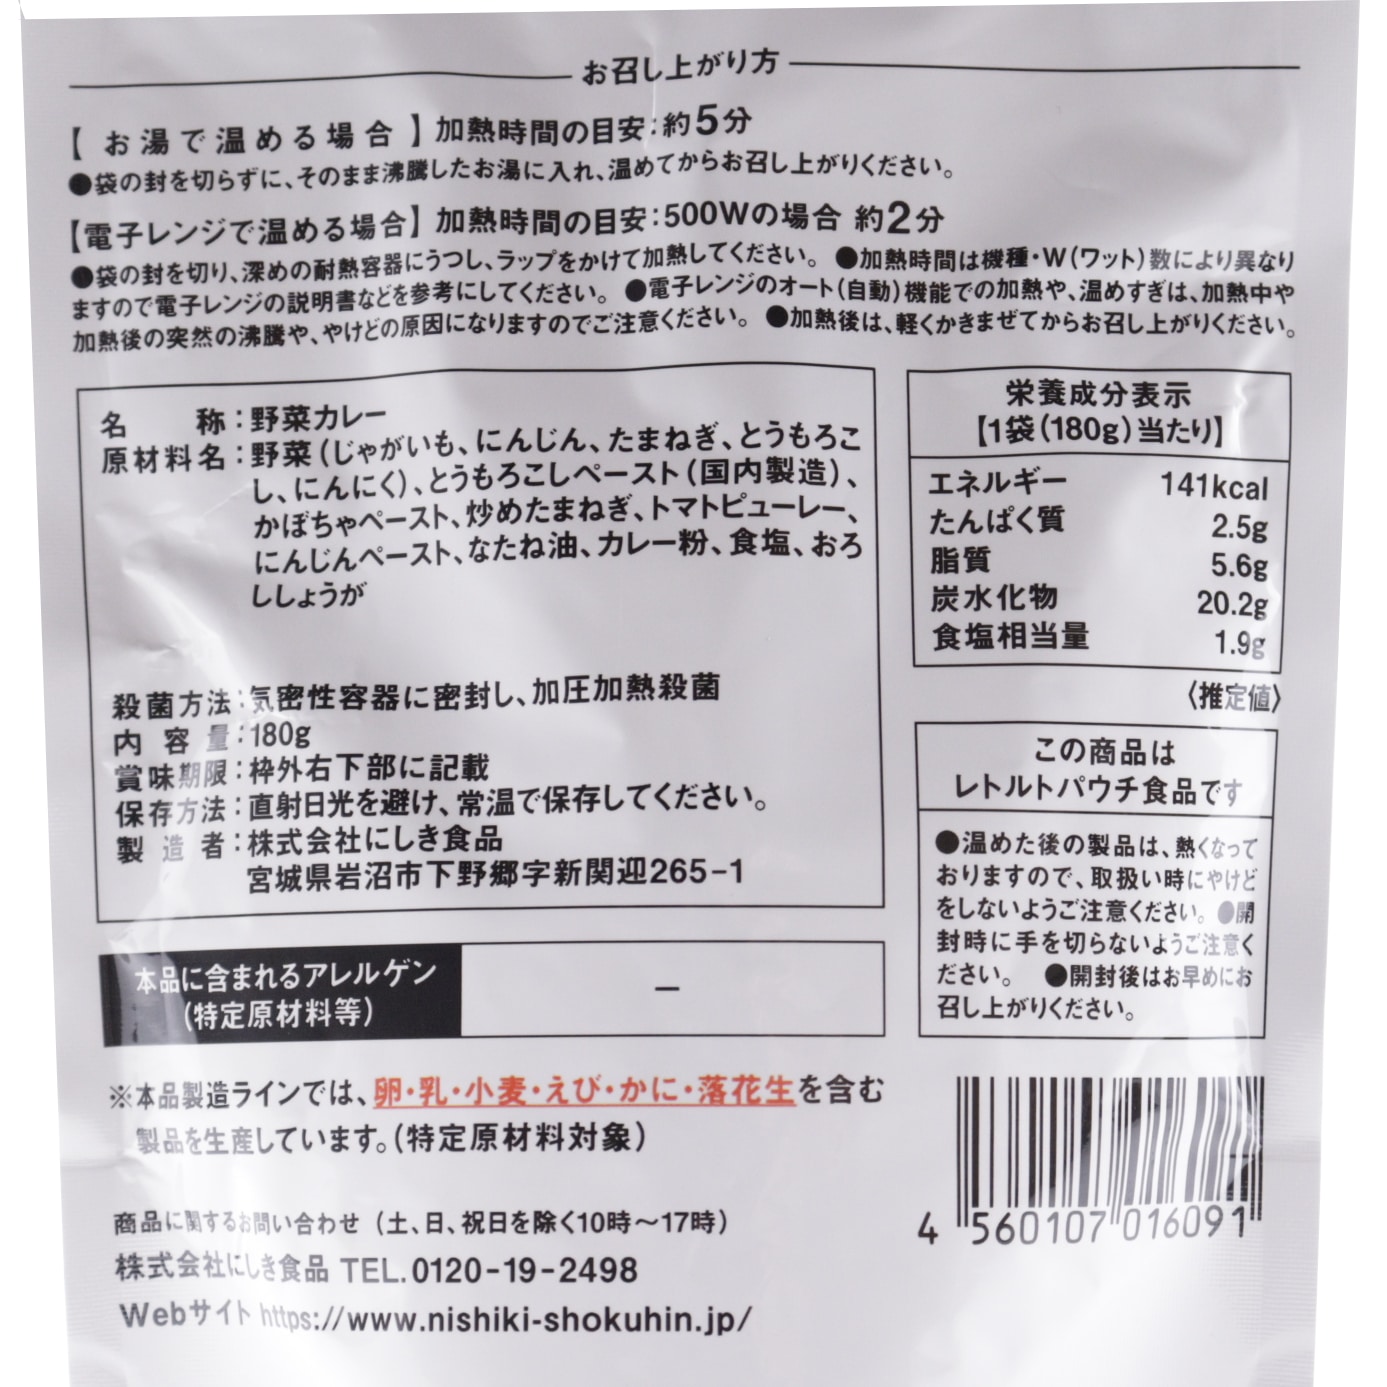 お召し上がり方
【 お湯で温める場合 】 加熱時間の目安：約5分
●袋の封を切らずに、そのまま沸騰したお湯に入れ、温めてからお召し上がりください。
【電子レンジで温める場合】 加熱時間の目安：500Wの場合 約2分
●袋の封を切り、深めの耐熱容器にうつし、ラップをかけて加熱してください。 ●加熱時間は機種・W（ワット）数により異なり
ますので電子レンジの説明書などを参考にしてください。 ●電子レンジのオート（自動）機能での加熱や、温めすぎは、加熱中や
加熱後の突然の沸騰や、やけどの原因になりますのでご注意ください。 ●加熱後は、軽くかきまぜてからお召し上がりください。
名称：野菜カレー
原材料名：野菜（じゃがいも、にんじん、たまねぎ、とうもろこ
し、にんにく）、とうもろこしペースト（国内製造）、
かぼちゃペースト、炒めたまねぎ、トマトピューレー、
にんじんペースト、なたね油、カレー粉、食塩、おろ
ししょうが
殺菌方法：気密性容器に密封し、加圧加熱殺菌
内容量：180g
賞味期限：枠外右下部に記載
保存方法：直射日光を避け、常温で保存してください。
製造者：株式会社にしき食品
宮城県岩沼市下野郷字新関迎265-1
栄養成分表示
【1袋（180g）当たり】
エネルギー 141kcal
たんぱく質 2.5g
脂質 5.6g
炭水化物 20.2g
食塩相当量 1.9g
〈推定値〉
この商品は
レトルトパウチ食品です
●温めた後の製品は、熱くなって
おりますので、取扱い時にやけど
をしないようご注意ください。●開
封時に手を切らないようご注意く
ださい。 ●開封後はお早めにお
召し上がりください。
本品に含まれるアレルゲン
（特定原材料等）
－
※本品製造ラインでは、卵・乳・小麦・えび・かに・落花生を含む
製品を生産しています。（特定原材料対象）
商品に関するお問い合わせ（土、日、祝日を除く10時～17時）
株式会社にしき食品 TEL.0120-19-2498
Webサイト https://www.nishiki-shokuhin.jp/
4 560107 016091